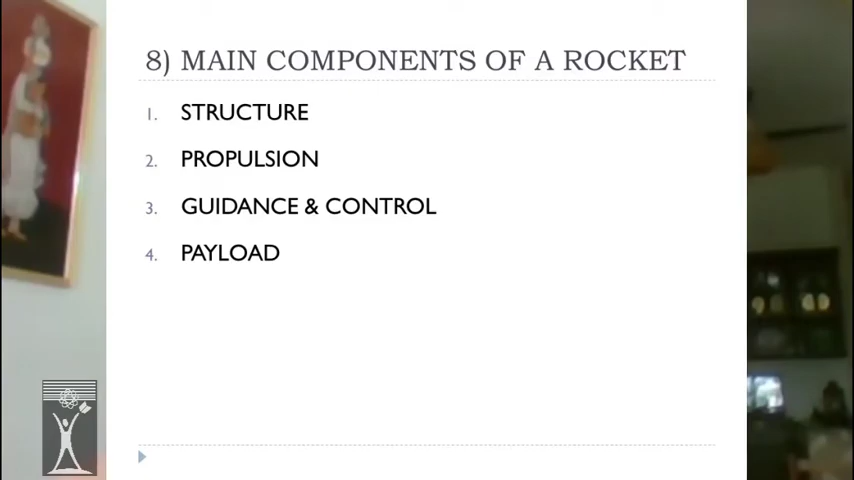 8) MAIN COMPONENTS OF A ROCKET
1. STRUCTURE
2. PROPULSION
3. GUIDANCE & CONTROL
4. PAYLOAD